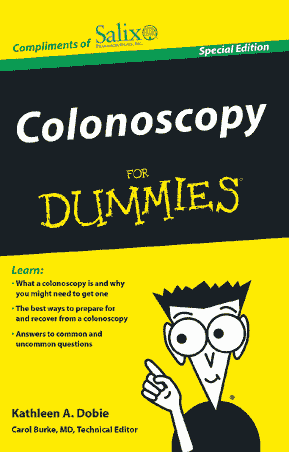 Compliments of Salix
PHARMACEUTICALS, INC.
Special Edition
Colonoscopy
FOR
DUMMIES®
Learn:
• What a colonoscopy is and why
you might need to get one
• The best ways to prepare for
and recover from a colonoscopy
• Answers to common and
uncommon questions
®
Kathleen A. Dobie
Carol Burke, MD, Technical Editor